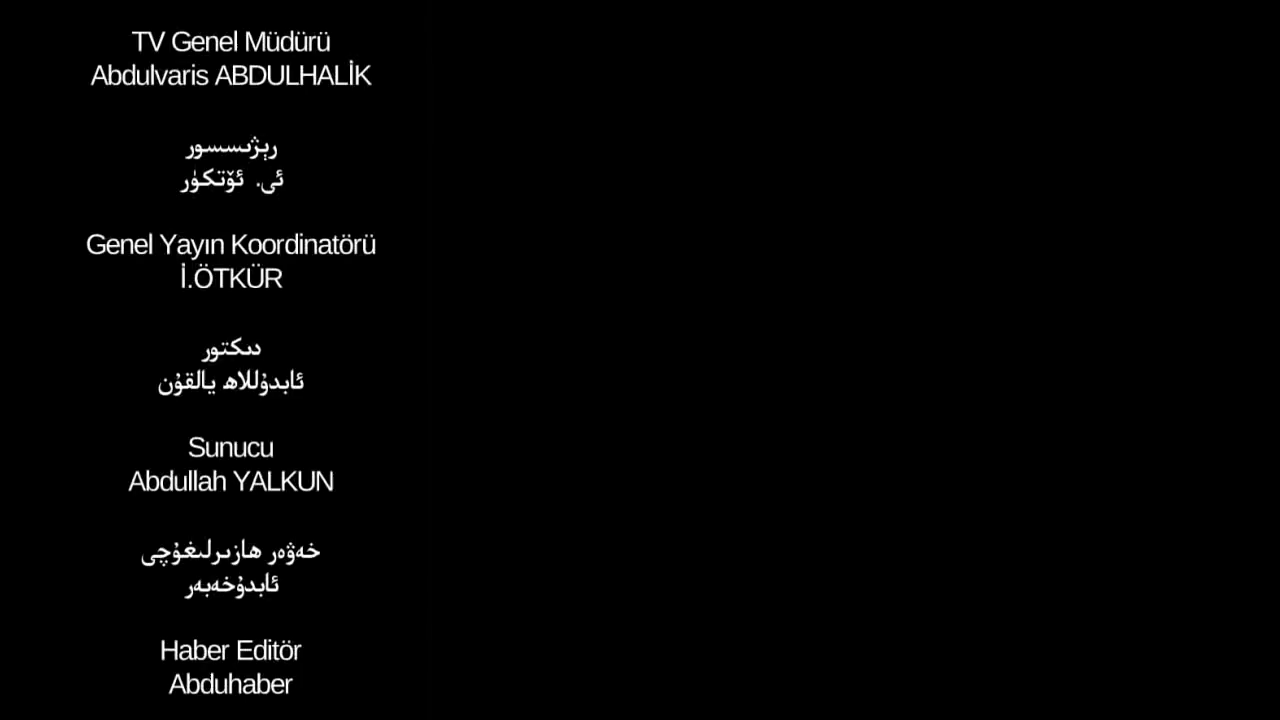 TV Genel Müdürü
Abdulvaris ABDULHALİK
رېژىسسور
ئى. ئۆتكۈر
Genel Yayın Koordinatörü
İ.ÖTKÜR
دىكتور
ئابدۇللاھ يالقۇن
Sunucu
Abdullah YALKUN
خەۋەر ھازىرلىغۇچى
ئابدۇخەبەر
Haber Editör
Abduhaber